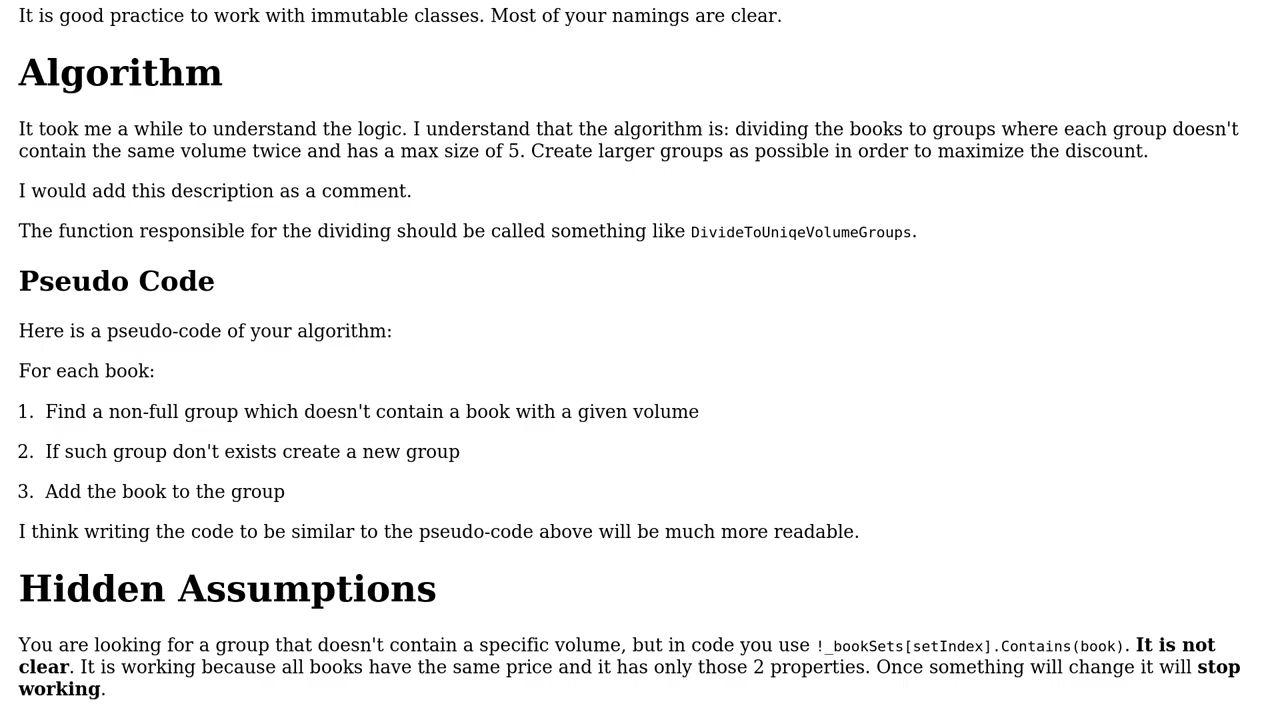 It is good practice to work with immutable classes. Most of your namings are clear.
Algorithm
It took me a while to understand the logic. I understand that the algorithm is: dividing the books to groups where each group doesn't
contain the same volume twice and has a max size of 5. Create larger groups as possible in order to maximize the discount.
I would add this description as a comment.
The function responsible for the dividing should be called something like DivideToUniqeVolumeGroups.
Pseudo Code
Here is a pseudo-code of your algorithm:
For each book:
1. Find a non-full group which doesn't contain a book with a given volume
2. If such group don't exists create a new group
3. Add the book to the group
I think writing the code to be similar to the pseudo-code above will be much more readable.
Hidden Assumptions
You are looking for a group that doesn't contain a specific volume, but in code you use !_bookSets[setIndex].Contains(book). It is not
clear. It is working because all books have the same price and it has only those 2 properties. Once something will change it will stop
working.